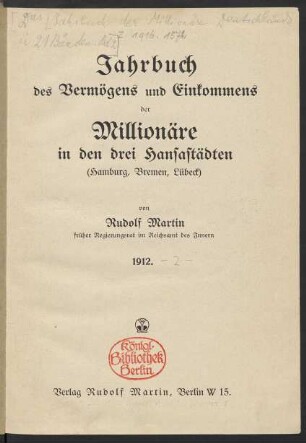 Jahrbuch
des Vermögens und Einkommens
der
Millionäre
in den drei Hansastädten
(Hamburg, Bremen, Lübeck)
von
Rudolf Martin
früher Regierungsrat im Reichsamt des Innern
1912. - 2 -
Königl.
Bibliothek
Berlin.
Verlag Rudolf Martin, Berlin W 15.